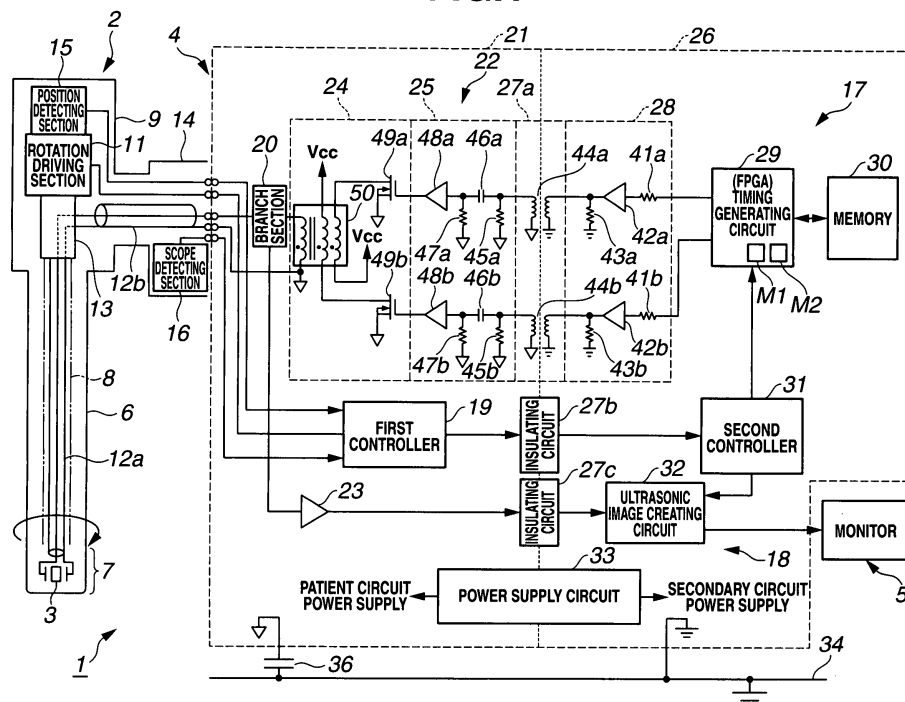 2
15
POSITION
DETECTING
SECTION
9
11
ROTATION
DRIVING
SECTION
14
4
21
26
22
24
25
27a
28
17
20
BRANCH
SECTION
49a
48a
46a
44a
41a
29
30
Vcc
50
Vcc
(FPGA)
TIMING
GENERATING
CIRCUIT
M1
M2
MEMORY
47a
45a
43a
42a
49b
48b
46b
44b
41b
12b
13
SCOPE
DETECTING
SECTION
16
47b
45b
43b
42b
8
6
12a
19
FIRST
CONTROLLER
27b
INSULATING
CIRCUIT
31
SECOND
CONTROLLER
23
27c
INSULATING
CIRCUIT
32
ULTRASONIC
IMAGE CREATING
CIRCUIT
18
MONITOR
5
7
3
1
33
PATIENT CIRCUIT
POWER SUPPLY
POWER SUPPLY CIRCUIT
SECONDARY CIRCUIT
POWER SUPPLY
36
34